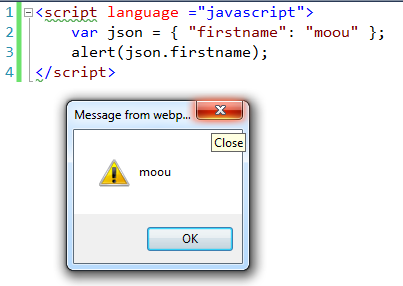 1 <script language ="javascript">
2 var json = { "firstname": "moou" };
3 alert(json.firstname);
4 </script>
Message from webp...
Close
moou
OK